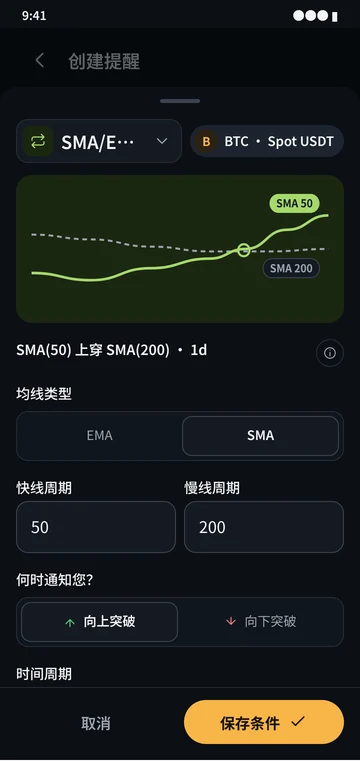 9:41
创建提醒
SMA/E⋯
B BTC • Spot USDT
SMA 50
SMA 200
SMA(50) 上穿 SMA(200) • 1d
均线类型
EMA SMA
快线周期 慢线周期
50 200
何时通知您？
↑ 向上突破 ↓ 向下突破
时间周期
取消 保存条件